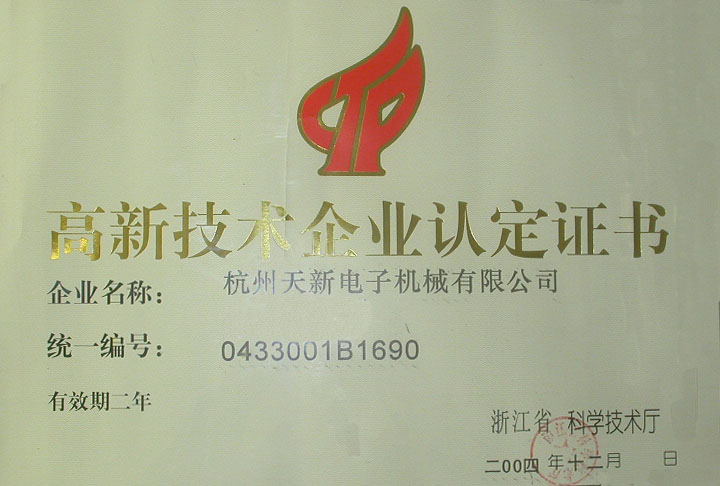 高新技术企业认定证书
企业名称： 杭州天新电子机械有限公司
统一编号： 0433001B1690
有效期二年
浙江省 科学技术厅
二00四年十二月 日